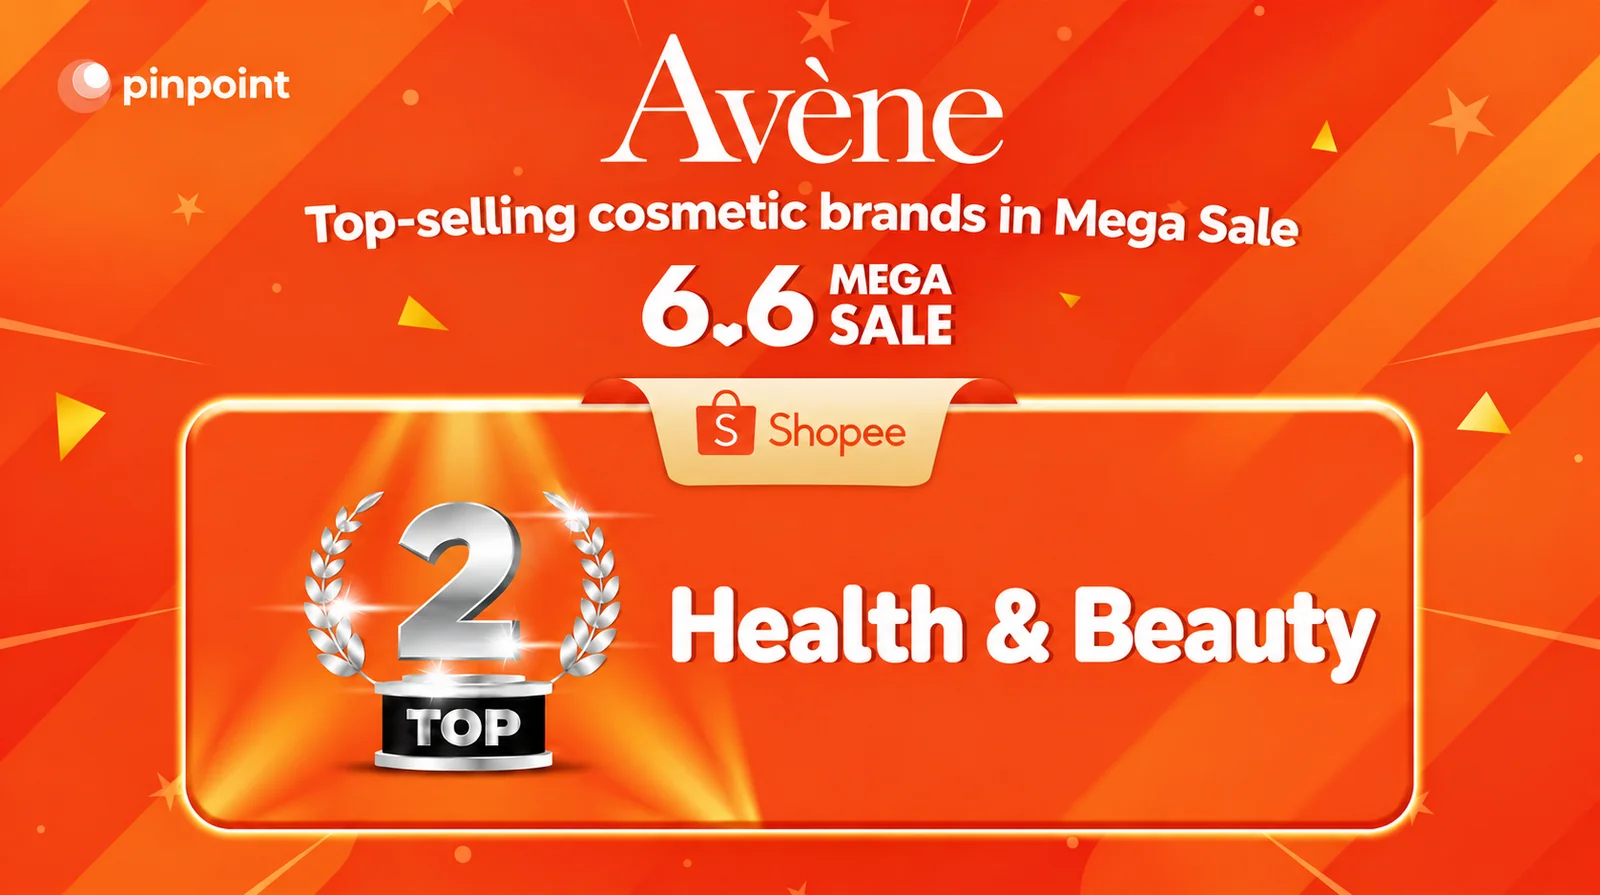 pinpoint
Avène
Top-selling cosmetic brands in Mega Sale
6.6 MEGA
SALE
S Shopee
2
TOP
Health & Beauty